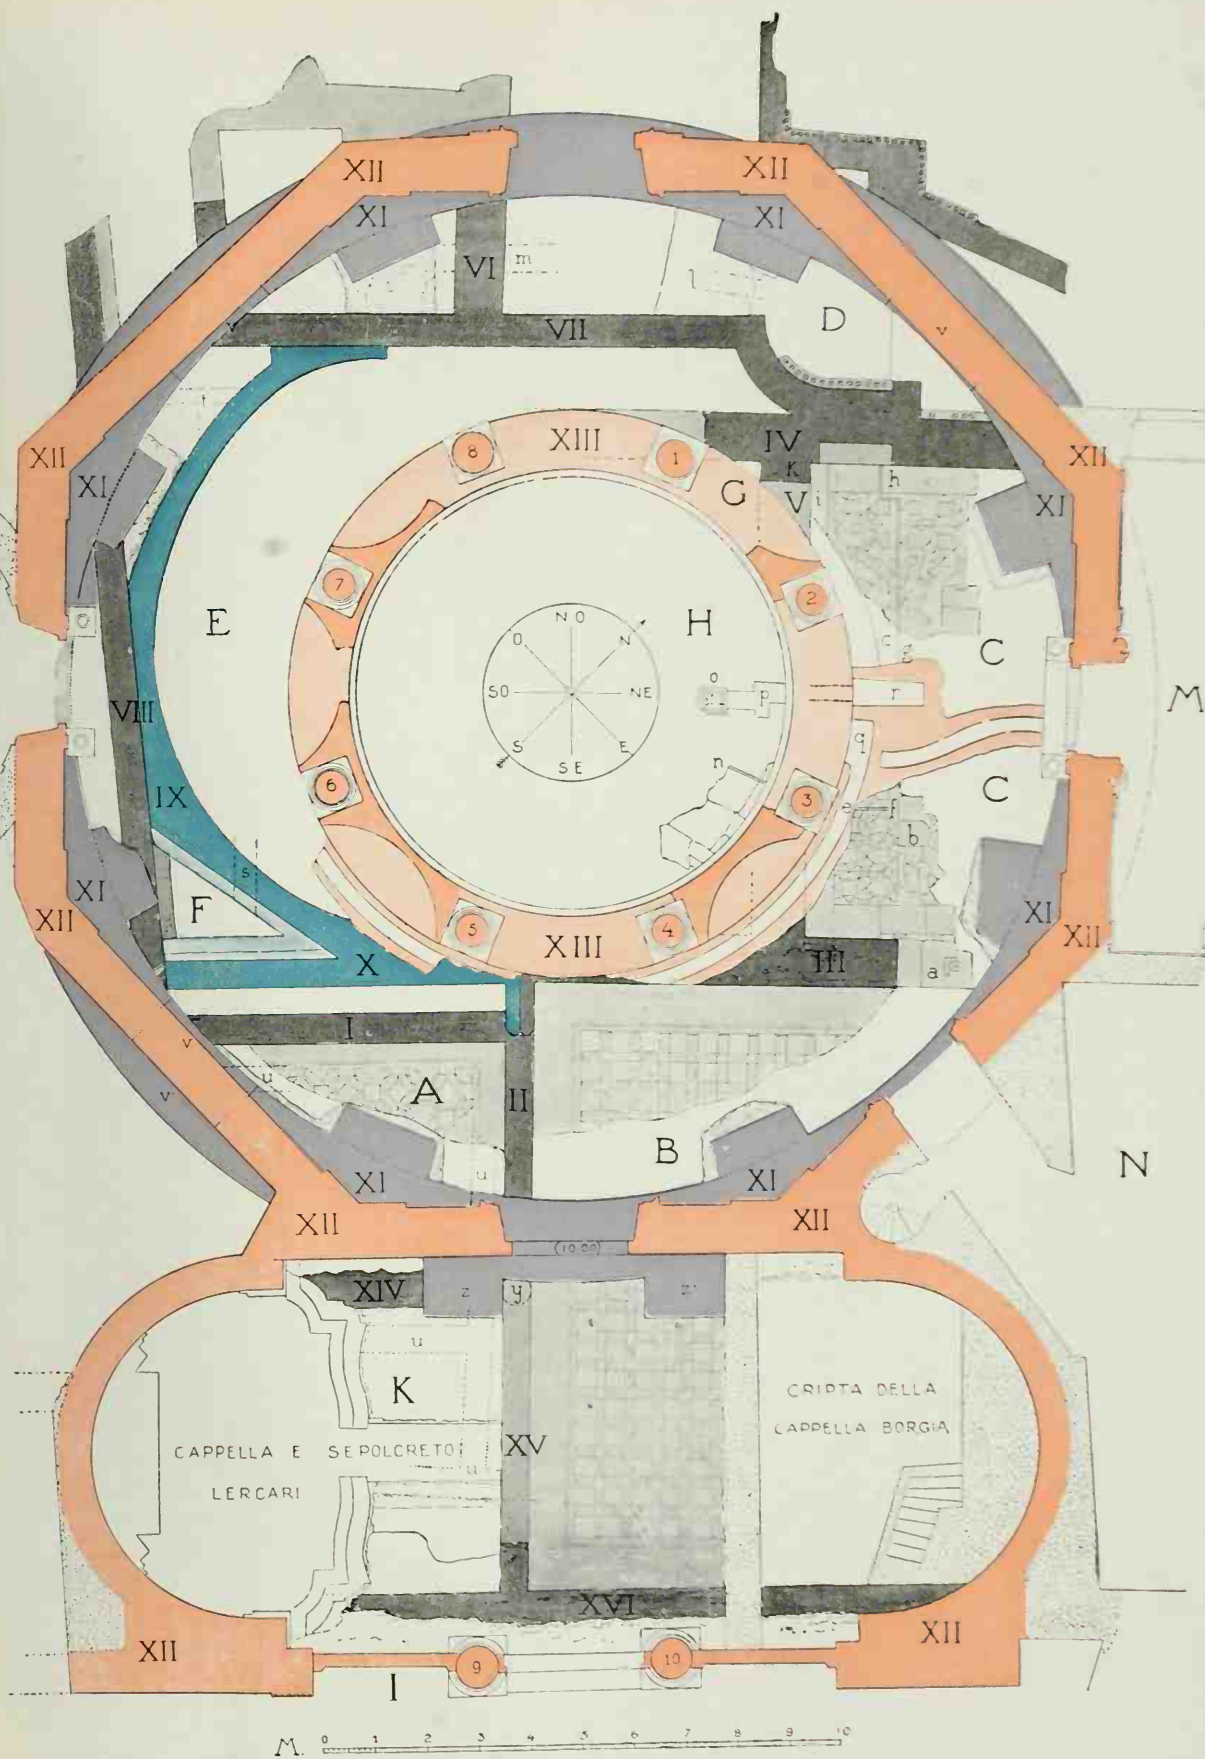 XII
XII
XI
XI
VI
m
l
D
v
VII
v
t
8
XIII
1
IV
K
XII
XII
XI
G
V
i
h
XI
7
2
E
NO
O
N
H
c
g
C
o
SO
NE
p
r
M
VIII
S
E
SE
q
n
6
3
e
f
C
IX
b
XI
s
F
XI
XII
5
4
XII
X
XIII
III
a
I
v
u
A
II
v
B
u
N
XI
XI
XII
XII
(10.00)
XIV
z
y
z'
u
K
CRIPTA DELLA
CAPPELLA BORGIA
CAPPELLA E SEPOLCRETO
LERCARI
XV
u
XVI
XII
XII
9
10
I
M. 0 1 2 3 4 5 6 7 8 9 10